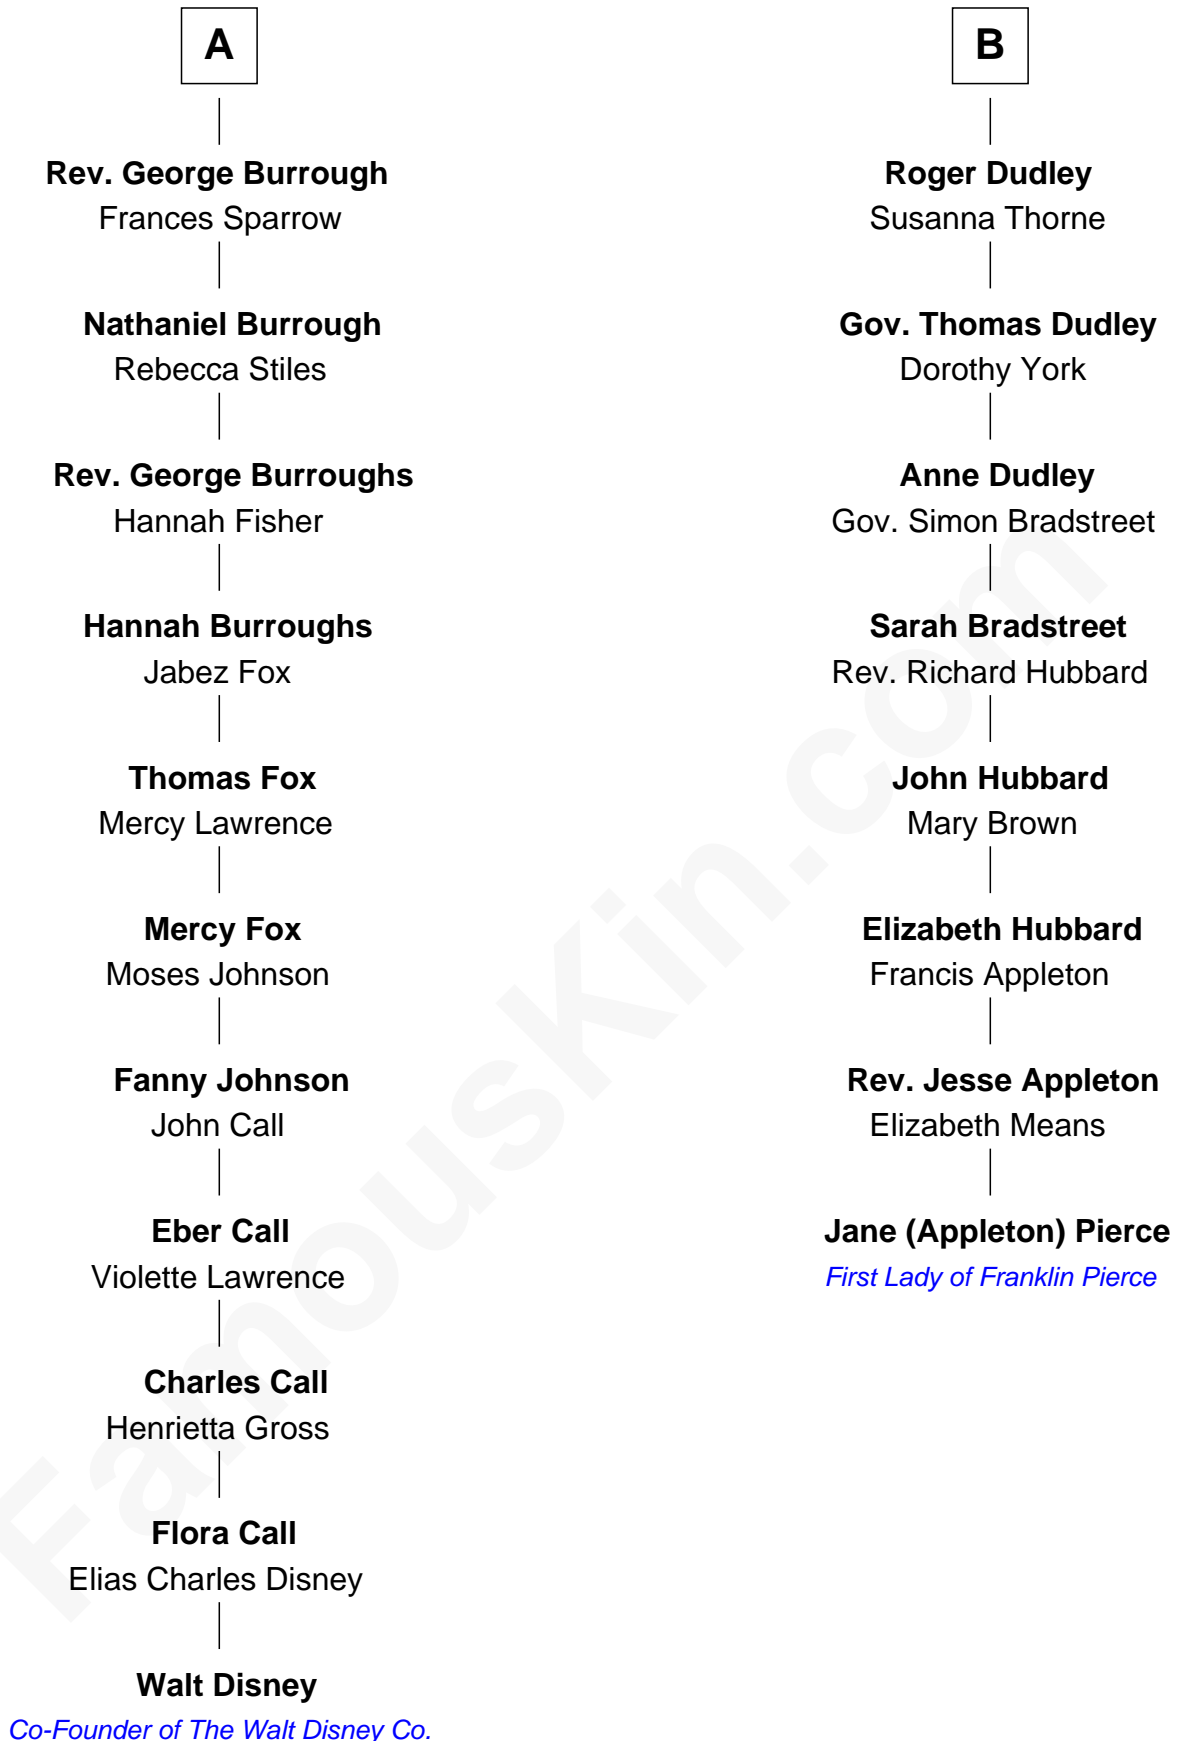 A
Rev. George Burrough
Frances Sparrow
Nathaniel Burrough
Rebecca Stiles
Rev. George Burroughs
Hannah Fisher
Hannah Burroughs
Jabez Fox
Thomas Fox
Mercy Lawrence
Mercy Fox
Moses Johnson
Fanny Johnson
John Call
Eber Call
Violette Lawrence
Charles Call
Henrietta Gross
Flora Call
Elias Charles Disney
Walt Disney
Co-Founder of The Walt Disney Co.
B
Roger Dudley
Susanna Thorne
Gov. Thomas Dudley
Dorothy York
Anne Dudley
Gov. Simon Bradstreet
Sarah Bradstreet
Rev. Richard Hubbard
John Hubbard
Mary Brown
Elizabeth Hubbard
Francis Appleton
Rev. Jesse Appleton
Elizabeth Means
Jane (Appleton) Pierce
First Lady of Franklin Pierce
FamousKin.com